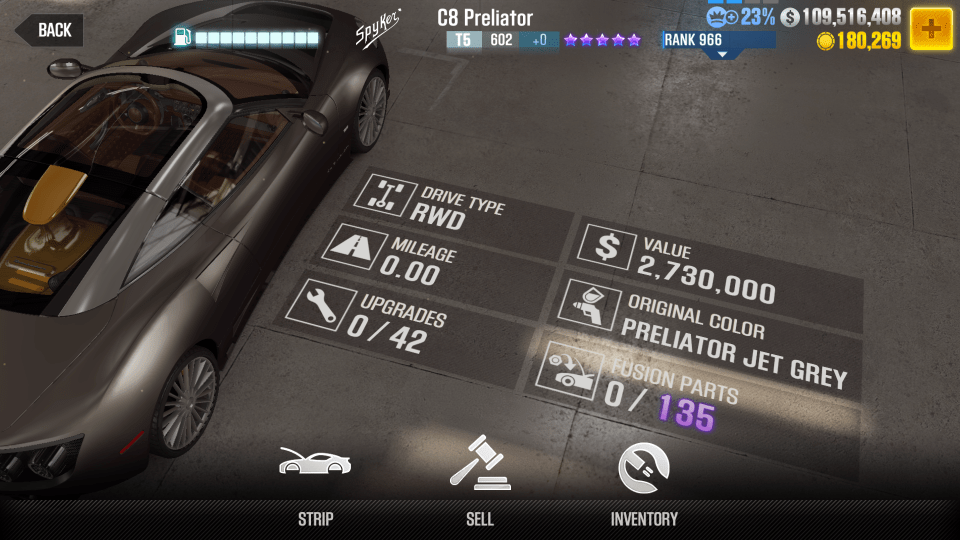 BACK
SPYKER
C8 Preliator
T5 602 +0
RANK 966
23%
$ 109,516,408
180,269
DRIVE TYPE
RWD
MILEAGE
0.00
UPGRADES
0/42
$ VALUE
2,730,000
ORIGINAL COLOR
PRELIATOR JET GREY
FUSION PARTS
0/135
STRIP
SELL
INVENTORY